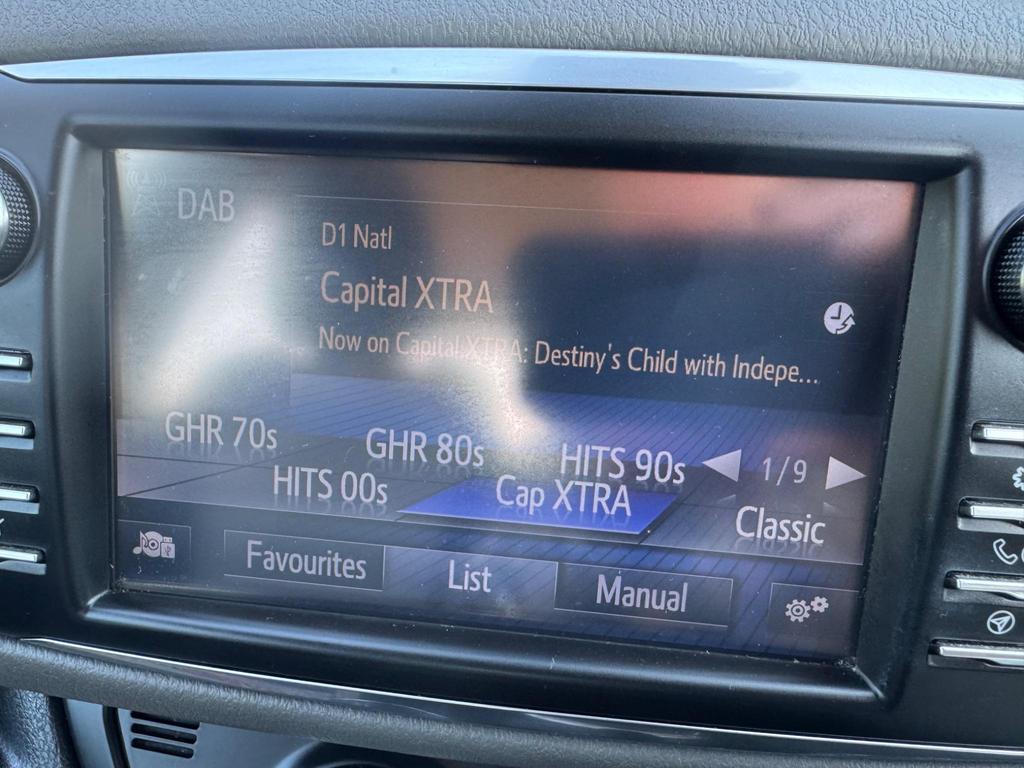 DAB
D1 Natl
Capital XTRA
Now on Capital XTRA: Destiny's Child with Indepe...
GHR 70s GHR 80s HITS 90s 1/9
HITS 00s Cap XTRA Classic
Favourites List Manual